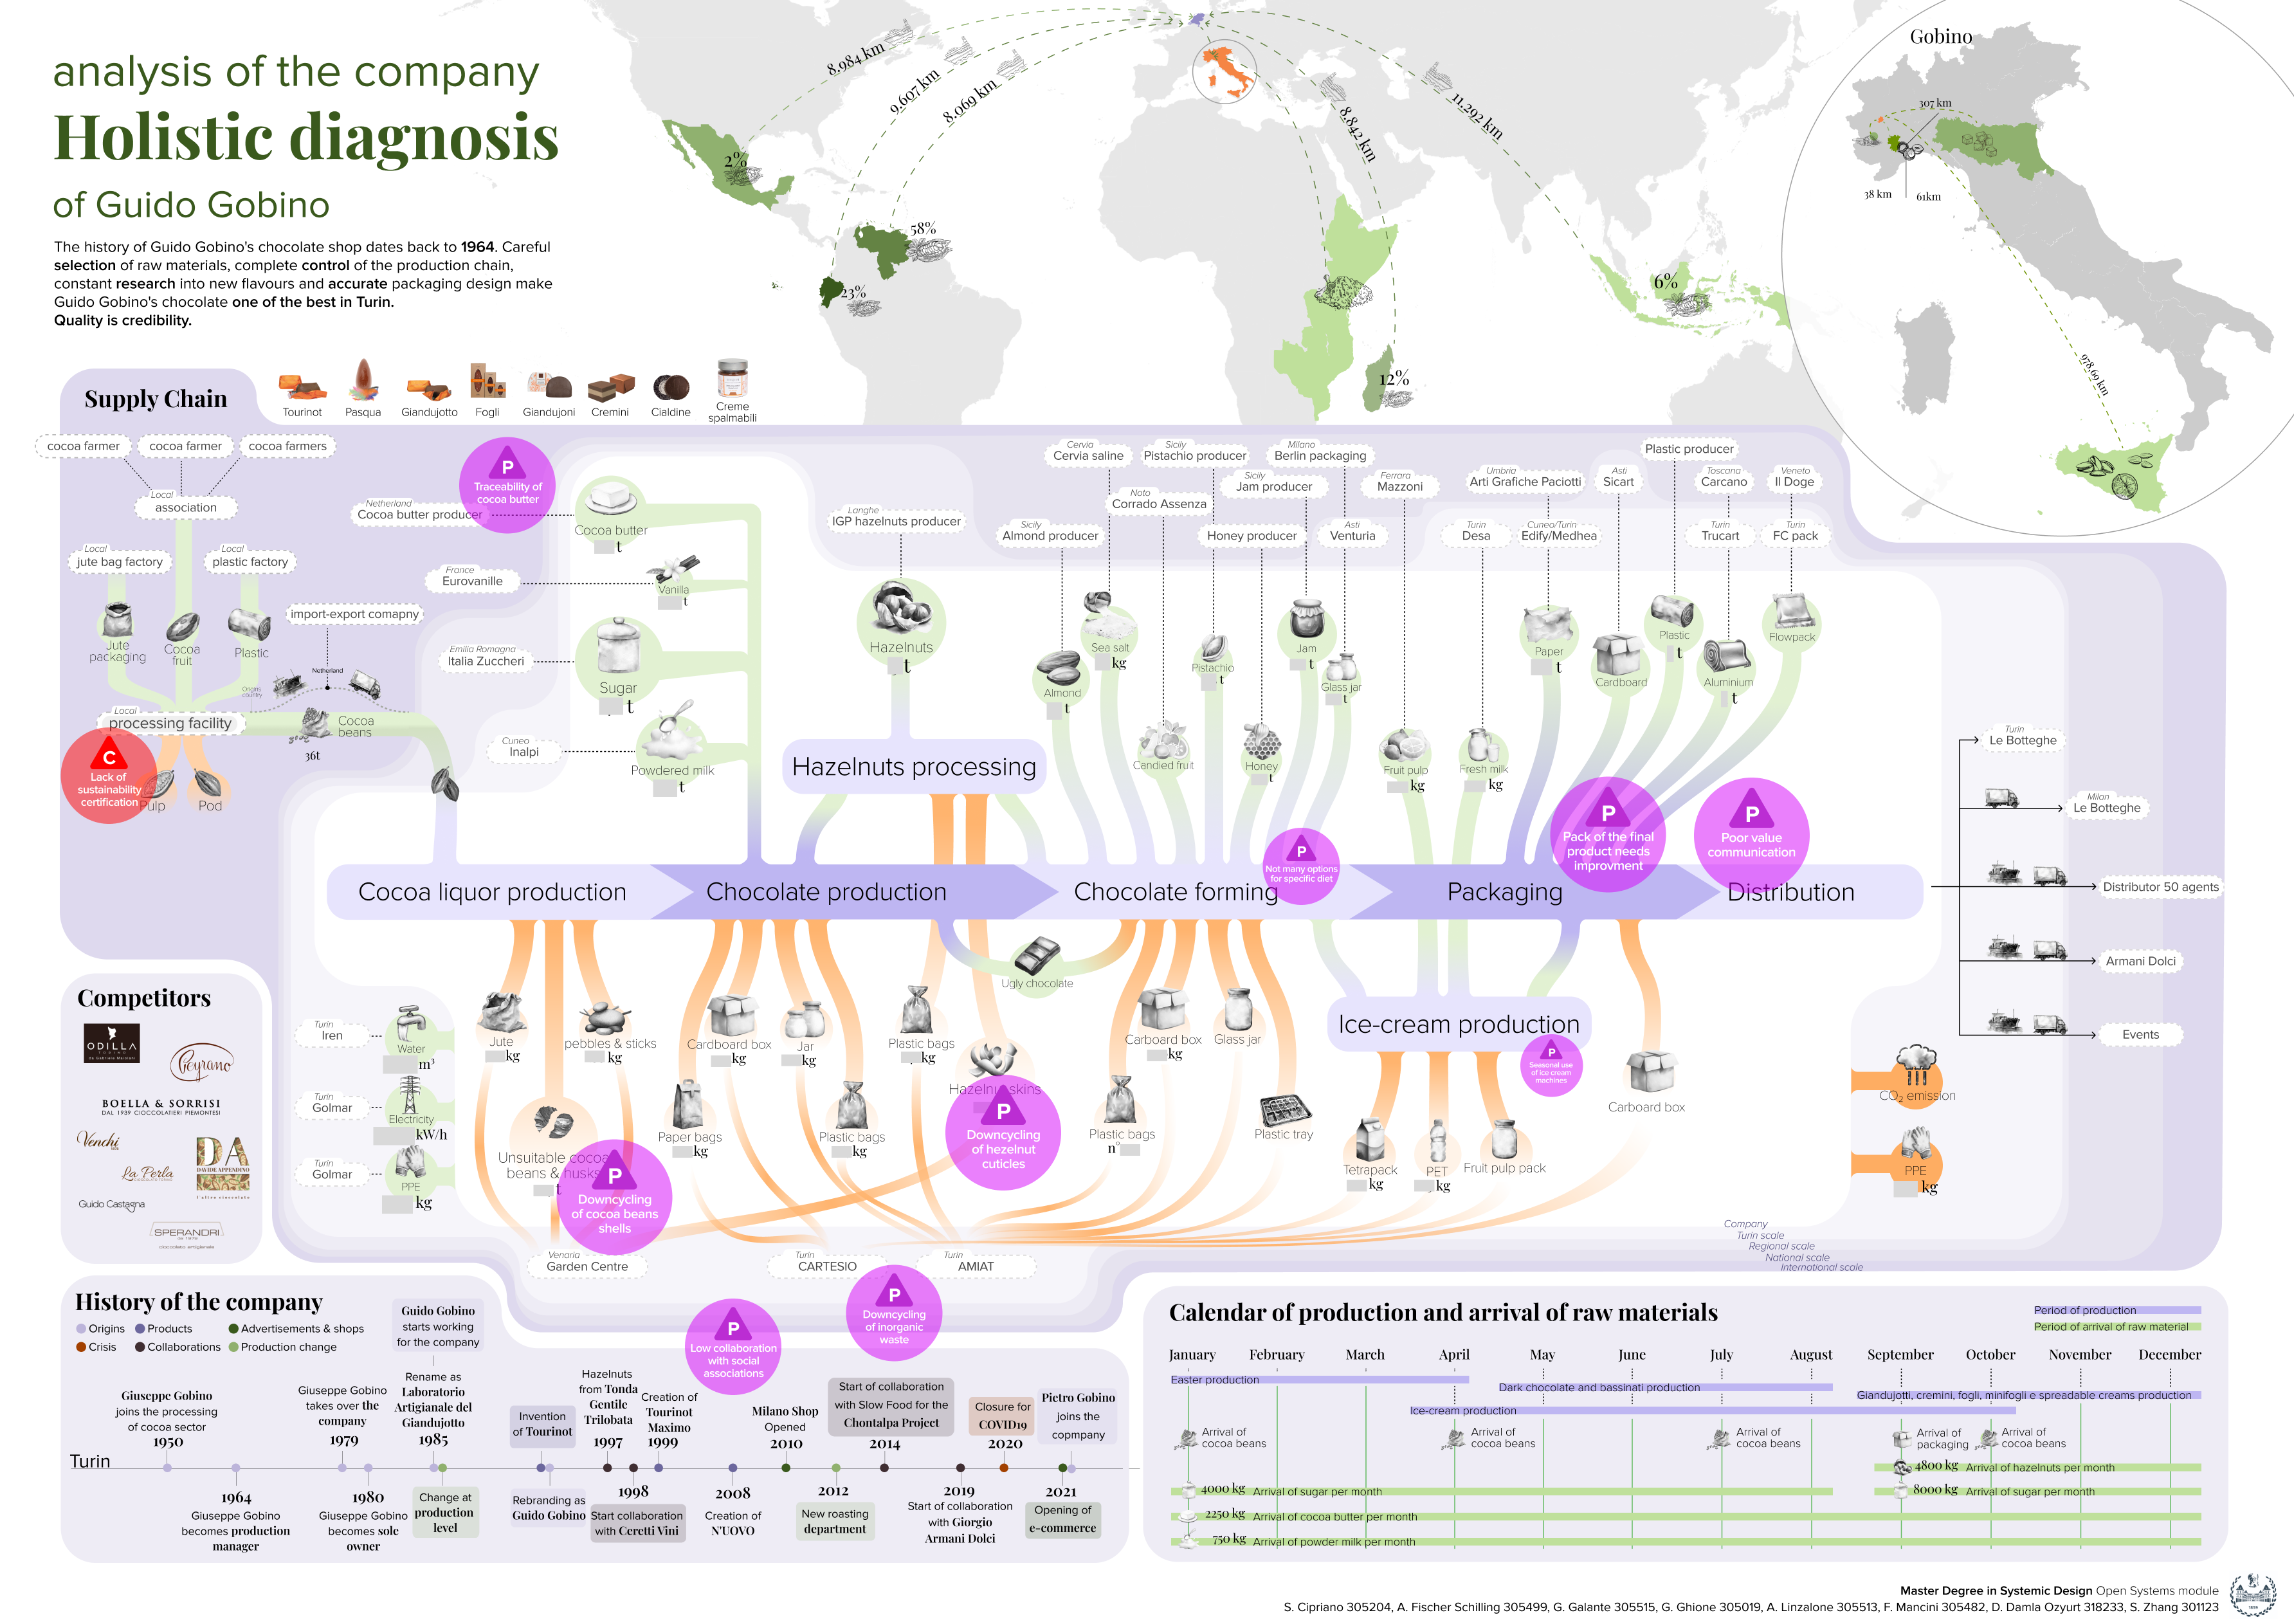 analysis of the company
Holistic diagnosis
of Guido Gobino
The history of Guido Gobino's chocolate shop dates back to 1964. Careful
selection of raw materials, complete control of the production chain,
constant research into new flavours and accurate packaging design make
Guido Gobino's chocolate one of the best in Turin.
Quality is credibility.
8.984 km
9.607 km
8.069 km
8.842 km
11.292 km
2%
58%
23%
12%
6%
Gobino
307 km
38 km
61km
978.69 km
Supply Chain
Tourinot
Pasqua
Giandujotto
Fogli
Giandujoni
Cremini
Cialdine
Creme
spalmabili
cocoa farmer
cocoa farmer
cocoa farmers
Local
association
Local
jute bag factory
Local
plastic factory
Jute
packaging
Cocoa
fruit
Plastic
import-export comapny
Netherland
Origins
country
Local
processing facility
Cocoa
beans
36t
C
Lack of
sustainability
certification
Pulp
Pod
P
Traceability of
cocoa butter
Netherland
Cocoa butter producer
France
Eurovanille
Emilia Romagna
Italia Zuccheri
Cuneo
Inalpi
Cocoa butter
t
Vanilla
t
Sugar
t
Powdered milk
t
Langhe
IGP hazelnuts producer
Hazelnuts
t
Hazelnuts processing
Cervia
Cervia saline
Sicily
Pistachio producer
Milano
Berlin packaging
Noto
Corrado Assenza
Sicily
Jam producer
Ferrara
Mazzoni
Sicily
Almond producer
Honey producer
Asti
Venturia
Umbria
Arti Grafiche Paciotti
Asti
Sicart
Plastic producer
Toscana
Carcano
Veneto
Il Doge
Turin
Desa
Cuneo/Turin
Edify/Medhea
Turin
Trucart
Turin
FC pack
Almond
t
Sea salt
kg
Candied fruit
Pistachio
t
Honey
t
Jam
t
Glass jar
t
Fruit pulp
kg
Fresh milk
kg
Paper
t
Cardboard
Plastic
t
Aluminium
t
Flowpack
Cocoa liquor production
Chocolate production
Chocolate forming
Packaging
Distribution
P
Not many options
for specific diet
P
Pack of the final
product needs
improvment
P
Poor value
communication
Turin
Le Botteghe
Milan
Le Botteghe
Distributor 50 agents
Armani Dolci
Events
Ugly chocolate
Ice-cream production
P
Seasonal use
of ice cream
machines
Turin
Iren
Water
m³
Turin
Golmar
Electricity
kW/h
Turin
Golmar
PPE
kg
Jute
kg
pebbles & sticks
kg
Unsuitable cocoa
beans & husks
t
P
Downcycling
of cocoa beans
shells
Cardboard box
kg
Jar
kg
Paper bags
kg
Plastic bags
kg
Plastic bags
kg
Hazelnut skins
P
Downcycling
of hezelnut
cuticles
Carboard box
kg
Glass jar
Plastic bags
n°
Plastic tray
Tetrapack
kg
PET
kg
Fruit pulp pack
Carboard box
CO₂ emission
PPE
kg
Venaria
Garden Centre
Turin
CARTESIO
Turin
AMIAT
P
Downcycling
of inorganic
waste
P
Low collaboration
with social
associations
Company
Turin scale
Regional scale
National scale
International scale
Competitors
ODILLA
TORINO
da Gabriele Maiolani
Peyrano
BOELLA & SORRISI
DAL 1939 CIOCCOLATIERI PIEMONTESI
Venchi
1878
La Perla
DA
DAVIDE APPENDINO
l'altro cioccolato
Guido Castagna
SPERANDRI
cioccolato artigianale
History of the company
Origins
Products
Advertisements & shops
Crisis
Collaborations
Production change
Turin
Giuseppe Gobino
joins the processing
of cocoa sector
1950
1964
Giuseppe Gobino
becomes production
manager
Giuseppe Gobino
takes over the
company
1979
1980
Giuseppe Gobino
becomes sole
owner
Guido Gobino
starts working
for the company
Rename as
Laboratorio
Artigianale del
Giandujotto
1985
Change at
production
level
Invention
of Tourinot
Rebranding as
Guido Gobino
Hazelnuts
from Tonda
Gentile
Trilobata
1997
1998
Start collaboration
with Ceretti Vini
Creation of
Tourinot
Maximo
1999
2008
Creation of
N'UOVO
Milano Shop
Opened
2010
2012
New roasting
department
Start of collaboration
with Slow Food for the
Chontalpa Project
2014
2019
Start of collaboration
with Giorgio
Armani Dolci
Closure for
COVID19
2020
Pietro Gobino
joins the
copmpany
2021
Opening of
e-commerce
Calendar of production and arrival of raw materials
Period of production
Period of arrival of raw material
January
February
March
April
May
June
July
August
September
October
November
December
Easter production
Dark chocolate and bassinati production
Giandujotti, cremini, fogli, minifogli e spreadable creams production
Ice-cream production
Arrival of
cocoa beans
Arrival of
cocoa beans
Arrival of
cocoa beans
Arrival of
packaging
Arrival of
cocoa beans
4800 kg Arrival of hazelnuts per month
4000 kg Arrival of sugar per month
8000 kg Arrival of sugar per month
2250 kg Arrival of cocoa butter per month
750 kg Arrival of powder milk per month
Master Degree in Systemic Design Open Systems module
S. Cipriano 305204, A. Fischer Schilling 305499, G. Galante 305515, G. Ghione 305019, A. Linzalone 305513, F. Mancini 305482, D. Damla Ozyurt 318233, S. Zhang 301123